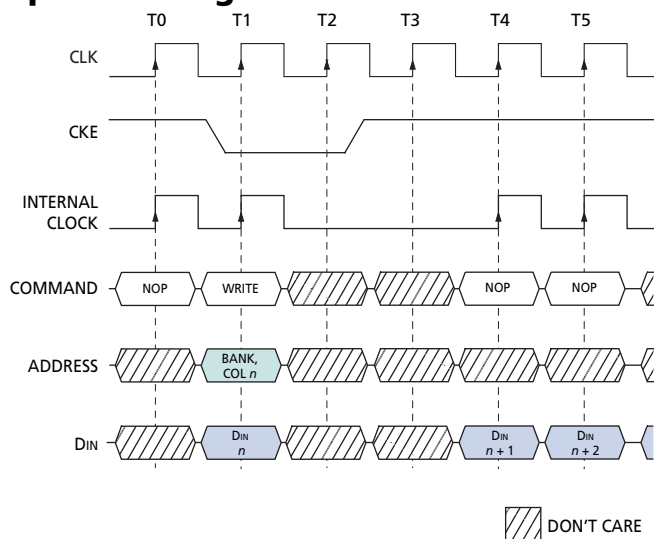 T0 T1 T2 T3 T4 T5
CLK
CKE
INTERNAL
CLOCK
COMMAND NOP WRITE NOP NOP
ADDRESS BANK,
COL n
DIN DIN
n DIN
n + 1 DIN
n + 2
DON'T CARE